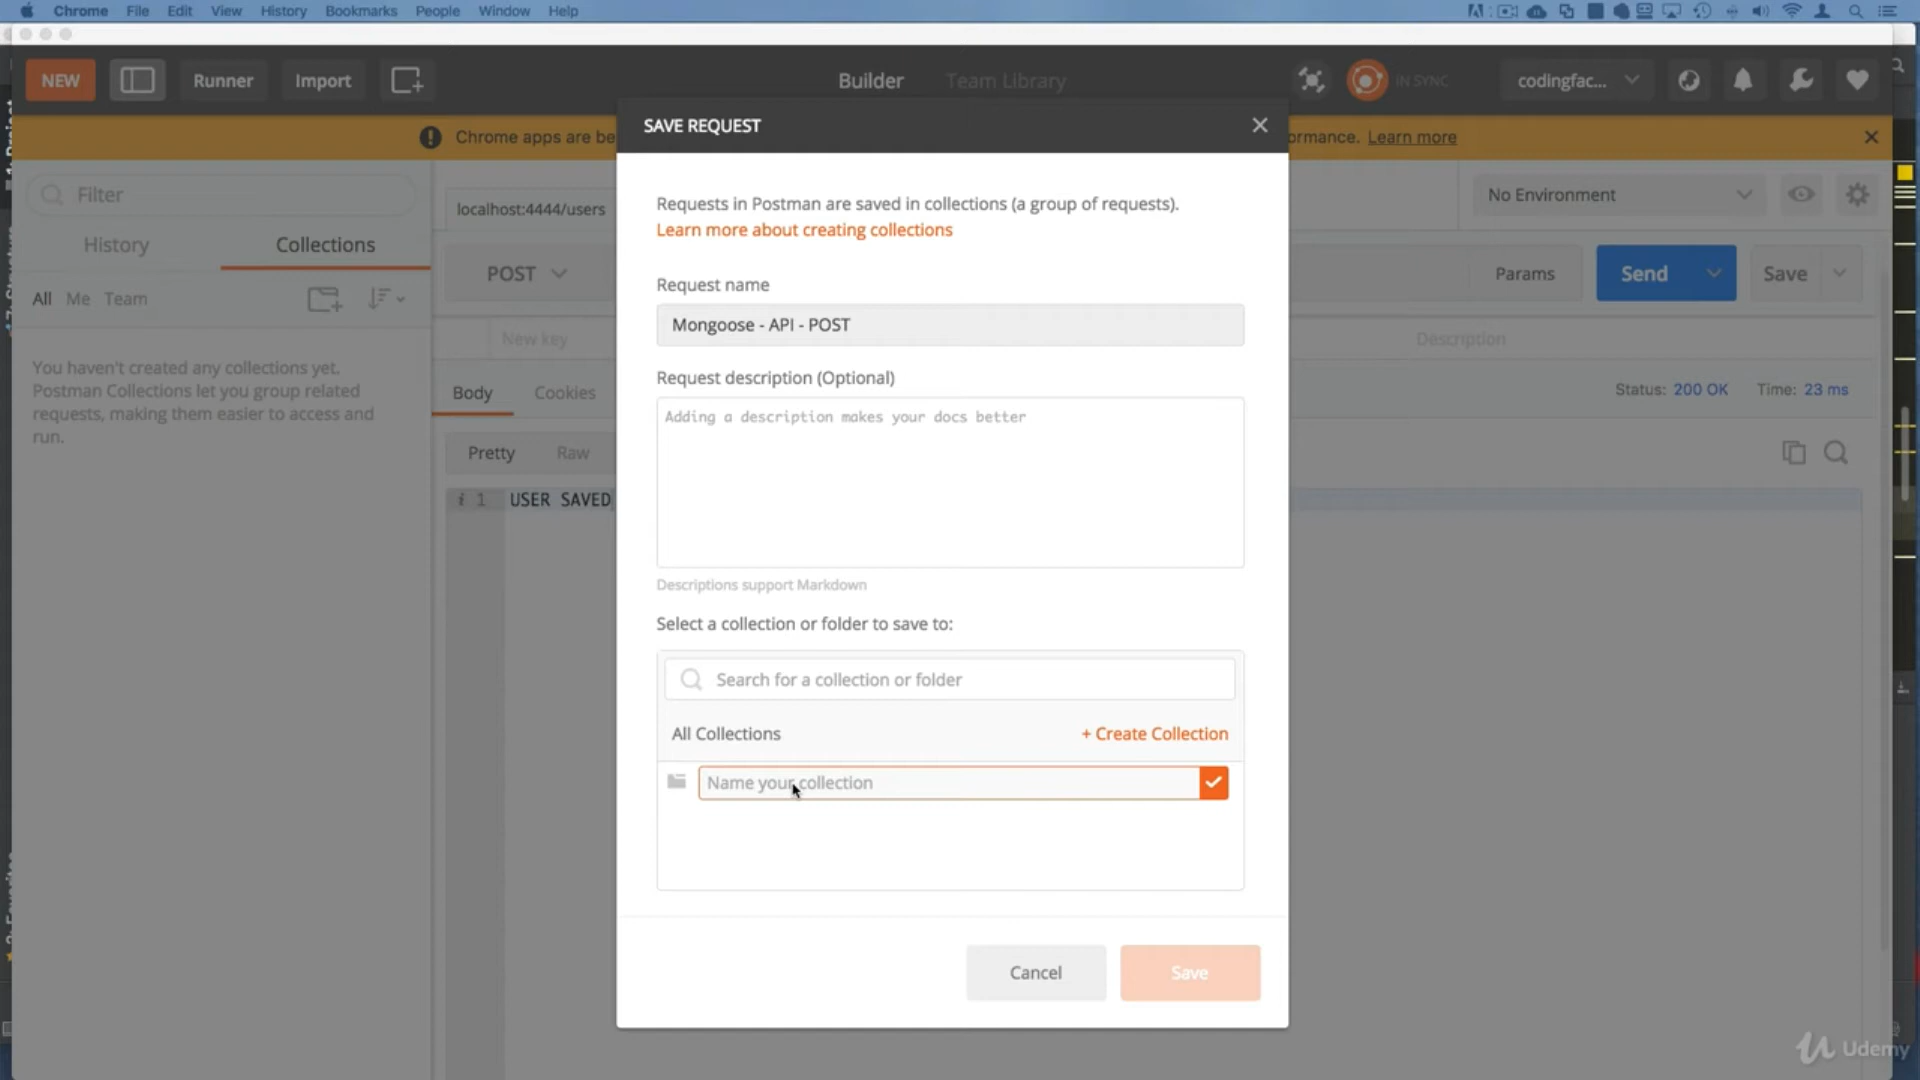 Chrome File Edit View History Bookmarks People Window Help
NEW Runner Import Builder Team Library IN SYNC codingfac...
SAVE REQUEST
Chrome apps are be
rmance. Learn more
Filter
localhost:4444/users
No Environment
History Collections
POST
Params Send Save
All Me Team
New key
Description
You haven't created any collections yet.
Postman Collections let you group related
requests, making them easier to access and
run.
Body Cookies
Status: 200 OK Time: 23 ms
Pretty Raw
i 1 USER SAVED
Requests in Postman are saved in collections (a group of requests).
Learn more about creating collections
Request name
Mongoose - API - POST
Request description (Optional)
Adding a description makes your docs better
Descriptions support Markdown
Select a collection or folder to save to:
Search for a collection or folder
All Collections + Create Collection
Name your collection
Cancel Save
Udemy